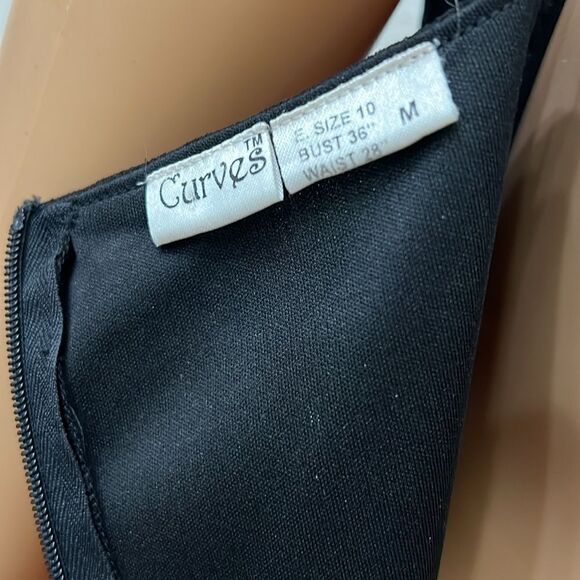 Curves™
E. SIZE 10
BUST 36"
WAIST 28"
M